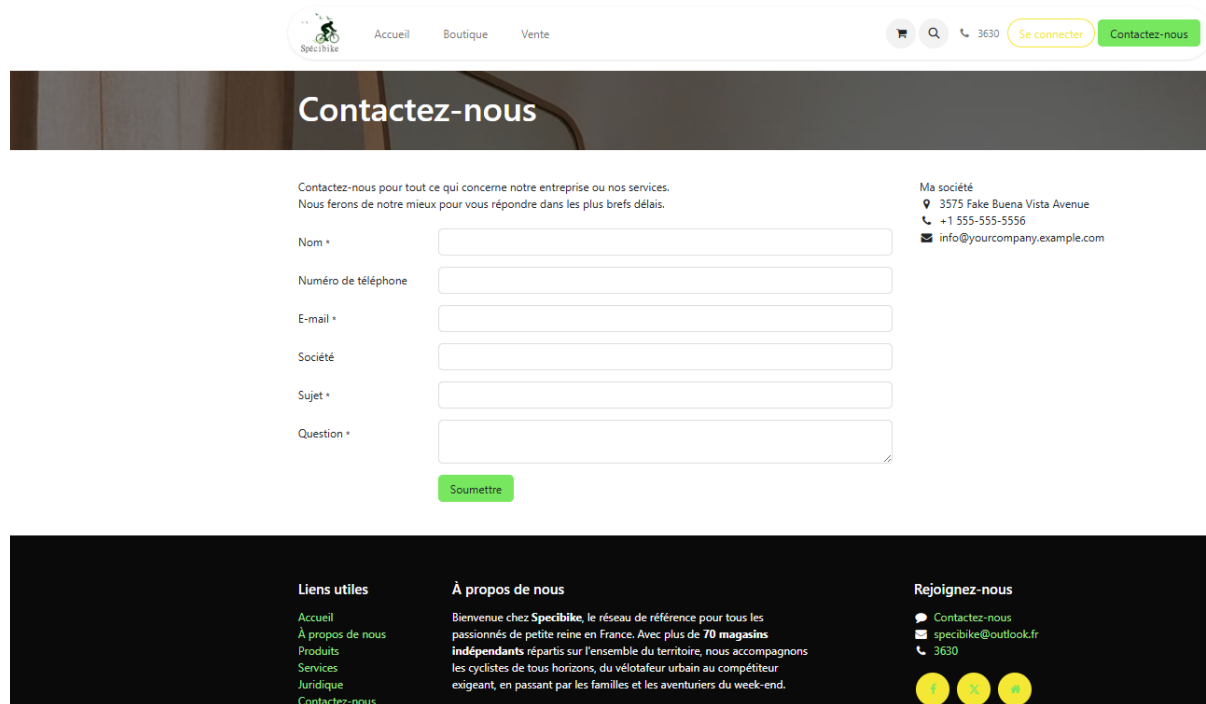 Spécibike
Accueil
Boutique
Vente
3630
Se connecter
Contactez-nous
Contactez-nous
Contactez-nous pour tout ce qui concerne notre entreprise ou nos services.
Nous ferons de notre mieux pour vous répondre dans les plus brefs délais.
Nom *
Numéro de téléphone
E-mail *
Société
Sujet *
Question *
Soumettre
Ma société
3575 Fake Buena Vista Avenue
+1 555-555-5556
info@yourcompany.example.com
Liens utiles
Accueil
À propos de nous
Produits
Services
Juridique
Contactez-nous
À propos de nous
Bienvenue chez Specibike, le réseau de référence pour tous les
passionnés de petite reine en France. Avec plus de 70 magasins
indépendants répartis sur l'ensemble du territoire, nous accompagnons
les cyclistes de tous horizons, du vélotafeur urbain au compétiteur
exigeant, en passant par les familles et les aventuriers du week-end.
Rejoignez-nous
Contactez-nous
specibike@outlook.fr
3630